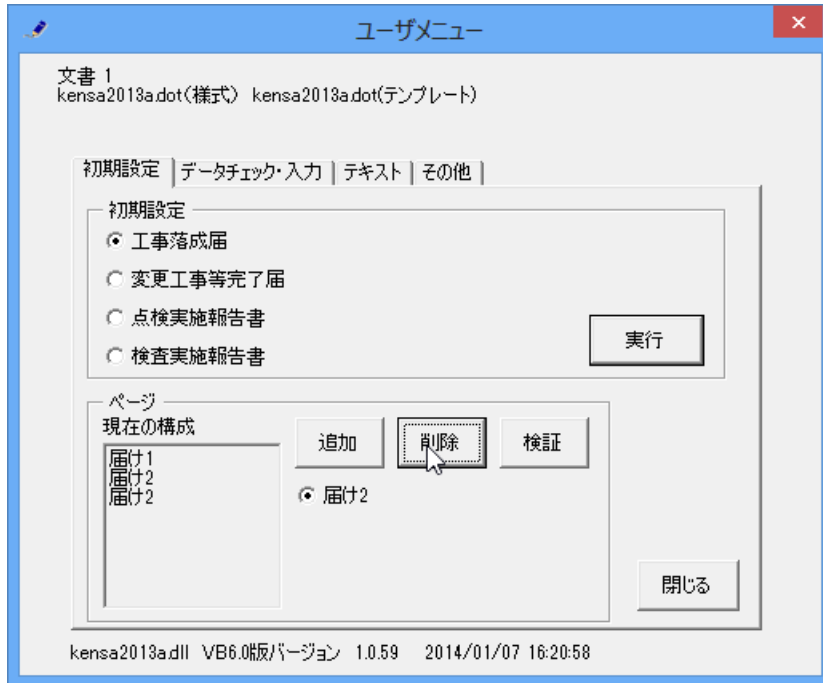 ユーザメニュー
文書 1
kensa2013a.dot(様式) kensa2013a.dot(テンプレート)
初期設定 データチェック・入力 テキスト その他
初期設定
工事落成届
変更工事等完了届
点検実施報告書
検査実施報告書
実行
ページ
現在の構成
届け1
届け2
届け2
追加 削除 検証
届け2
閉じる
kensa2013a.dll VB6.0版バージョン 1.0.59 2014/01/07 16:20:58